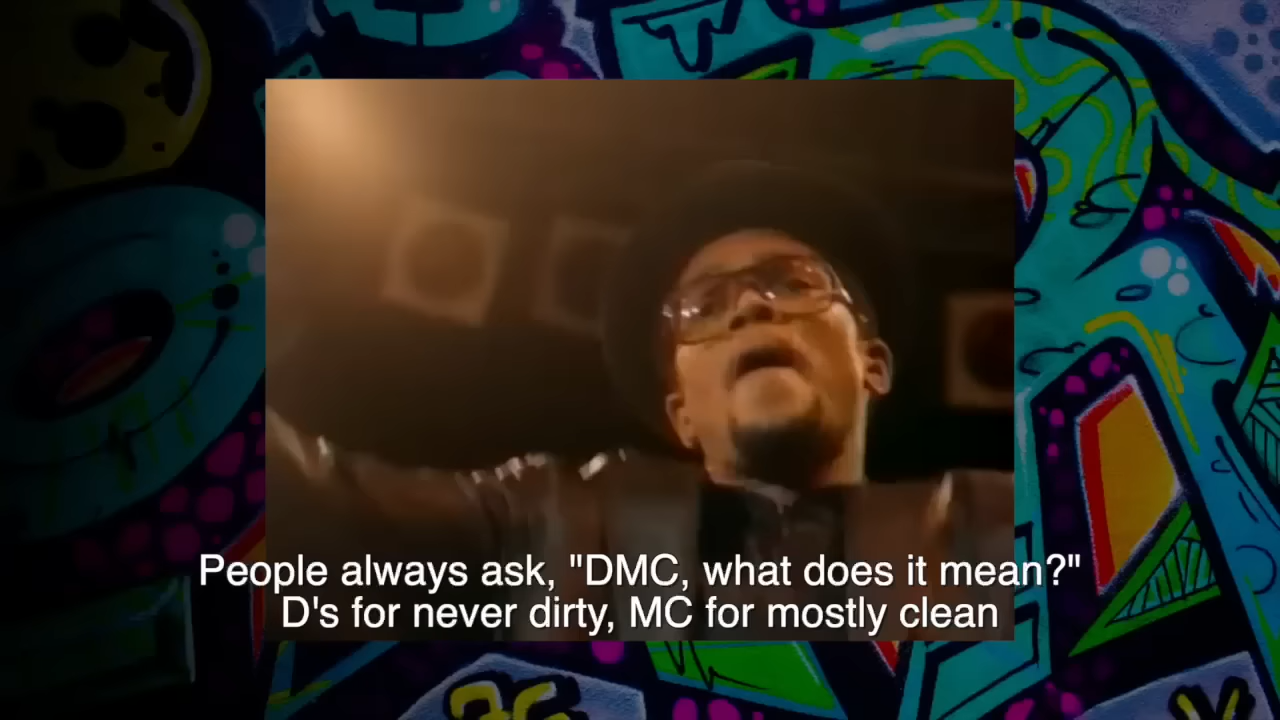 People always ask, "DMC, what does it mean?"
D's for never dirty, MC for mostly clean